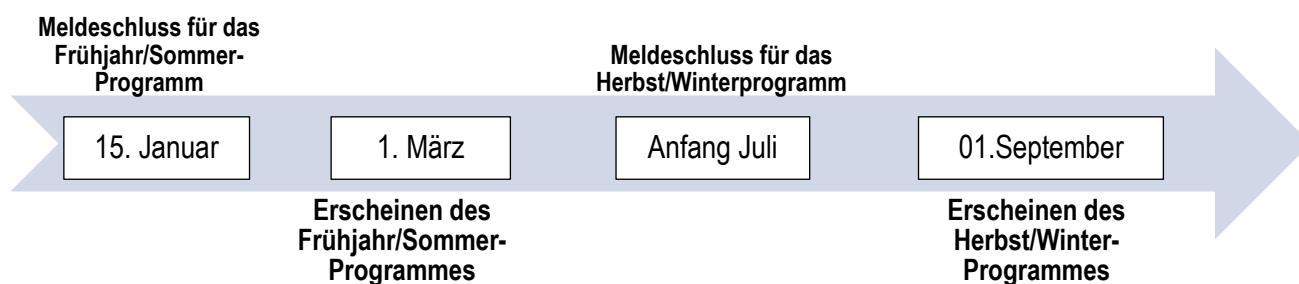 Meldeschluss für das
Frühjahr/Sommer-
Programm
15. Januar
1. März
Erscheinen des
Frühjahr/Sommer-
Programmes
Meldeschluss für das
Herbst/Winterprogramm
Anfang Juli
01.September
Erscheinen des
Herbst/Winter-
Programmes